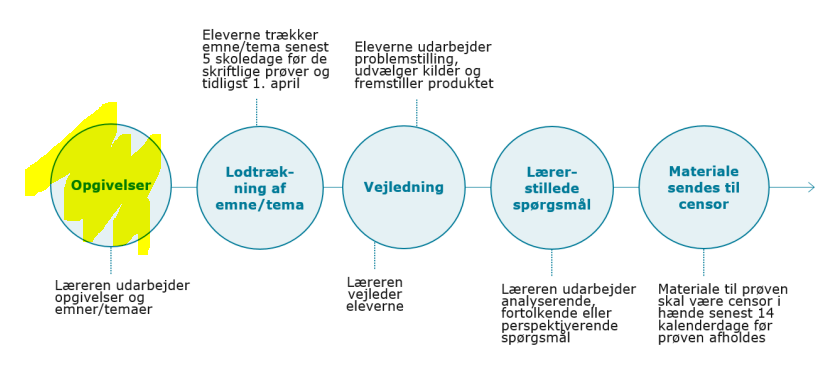 Eleverne trækker
emne/tema senest
5 skoledage før de
skriftlige prøver og
tidligst 1. april
Eleverne udarbejder
problemstilling,
udvælger kilder og
fremstiller produktet
Opgivelser
Lodtræk-
ning af
emne/tema
Vejledning
Lærer-
stillede
spørgsmål
Materiale
sendes til
censor
Læreren udarbejder
opgivelser og
emner/temaer
Læreren
vejleder
eleverne
Læreren udarbejder
analyserende,
fortolkende eller
perspektiverende
spørgsmål
Materiale til prøven
skal være censor i
hænde senest 14
kalenderdage før
prøven afholdes